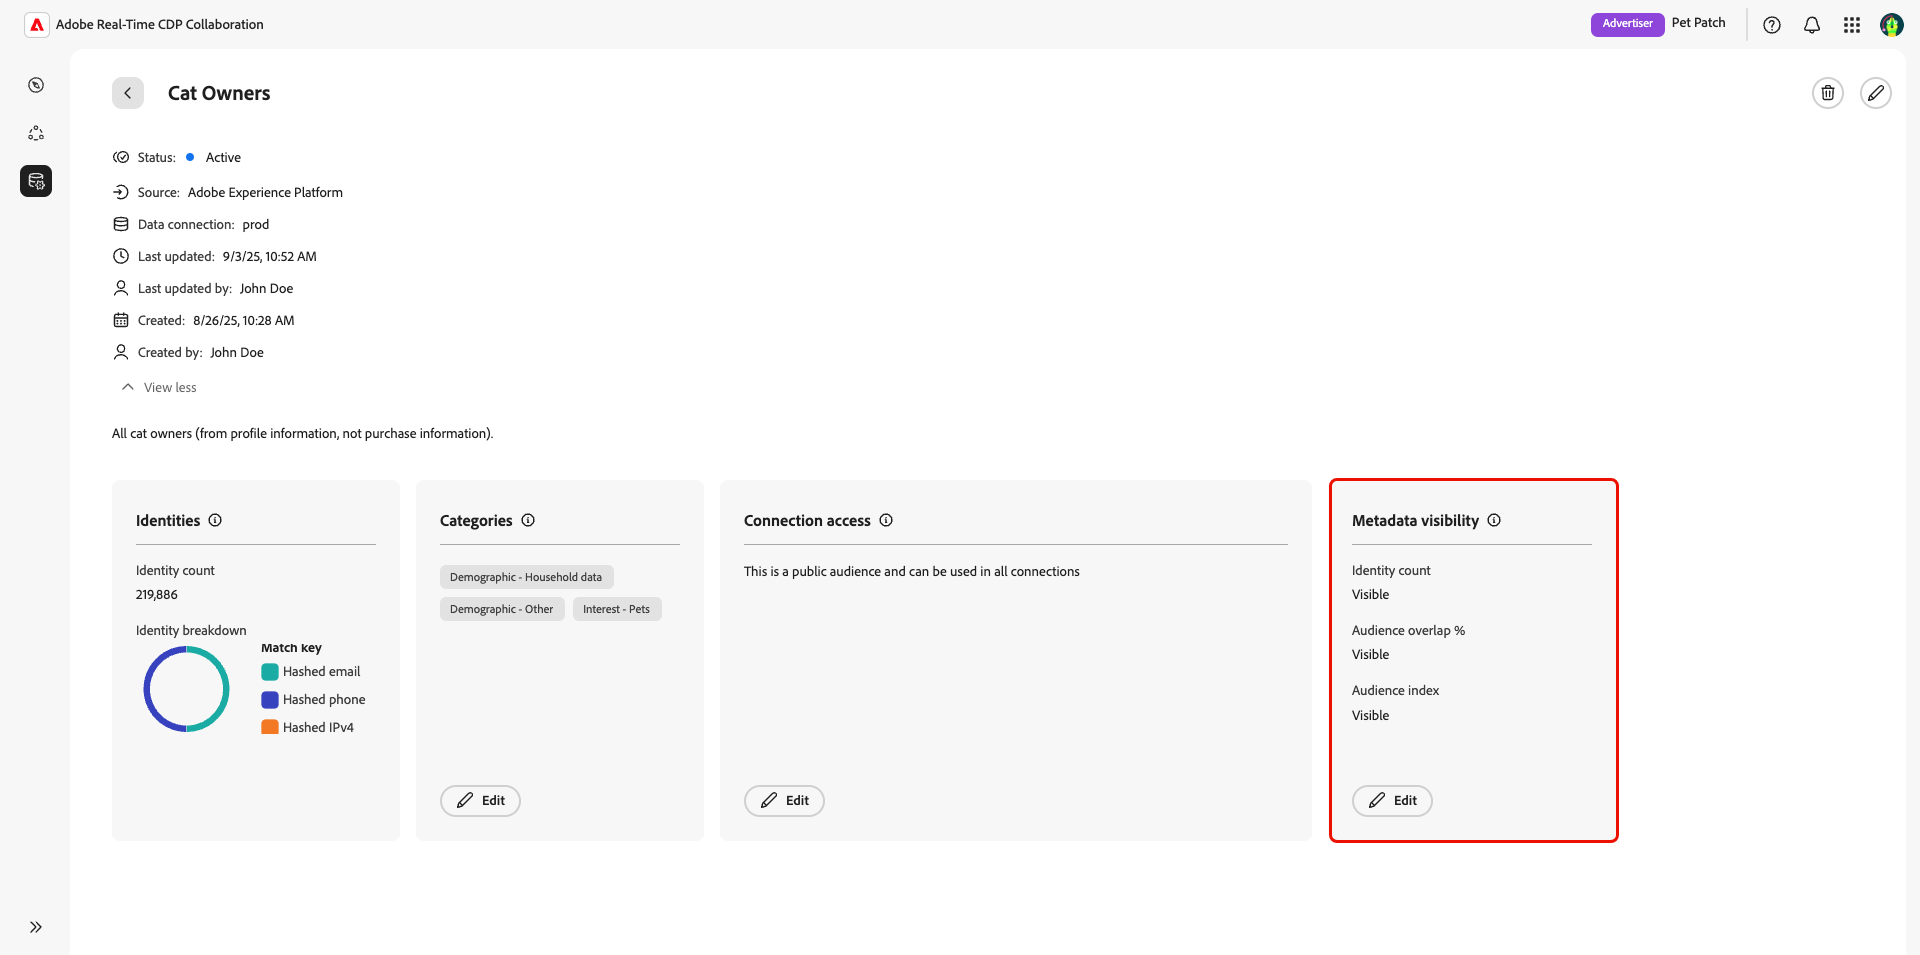 Adobe Real-Time CDP Collaboration
Advertiser Pet Patch
Cat Owners
Status: Active
Source: Adobe Experience Platform
Data connection: prod
Last updated: 9/3/25, 10:52 AM
Last updated by: John Doe
Created: 8/26/25, 10:28 AM
Created by: John Doe
View less
All cat owners (from profile information, not purchase information).
Identities
Identity count
219,886
Identity breakdown
Match key
Hashed email
Hashed phone
Hashed IPv4
Categories
Demographic - Household data
Demographic - Other Interest - Pets
Edit
Connection access
This is a public audience and can be used in all connections
Edit
Metadata visibility
Identity count
Visible
Audience overlap %
Visible
Audience index
Visible
Edit